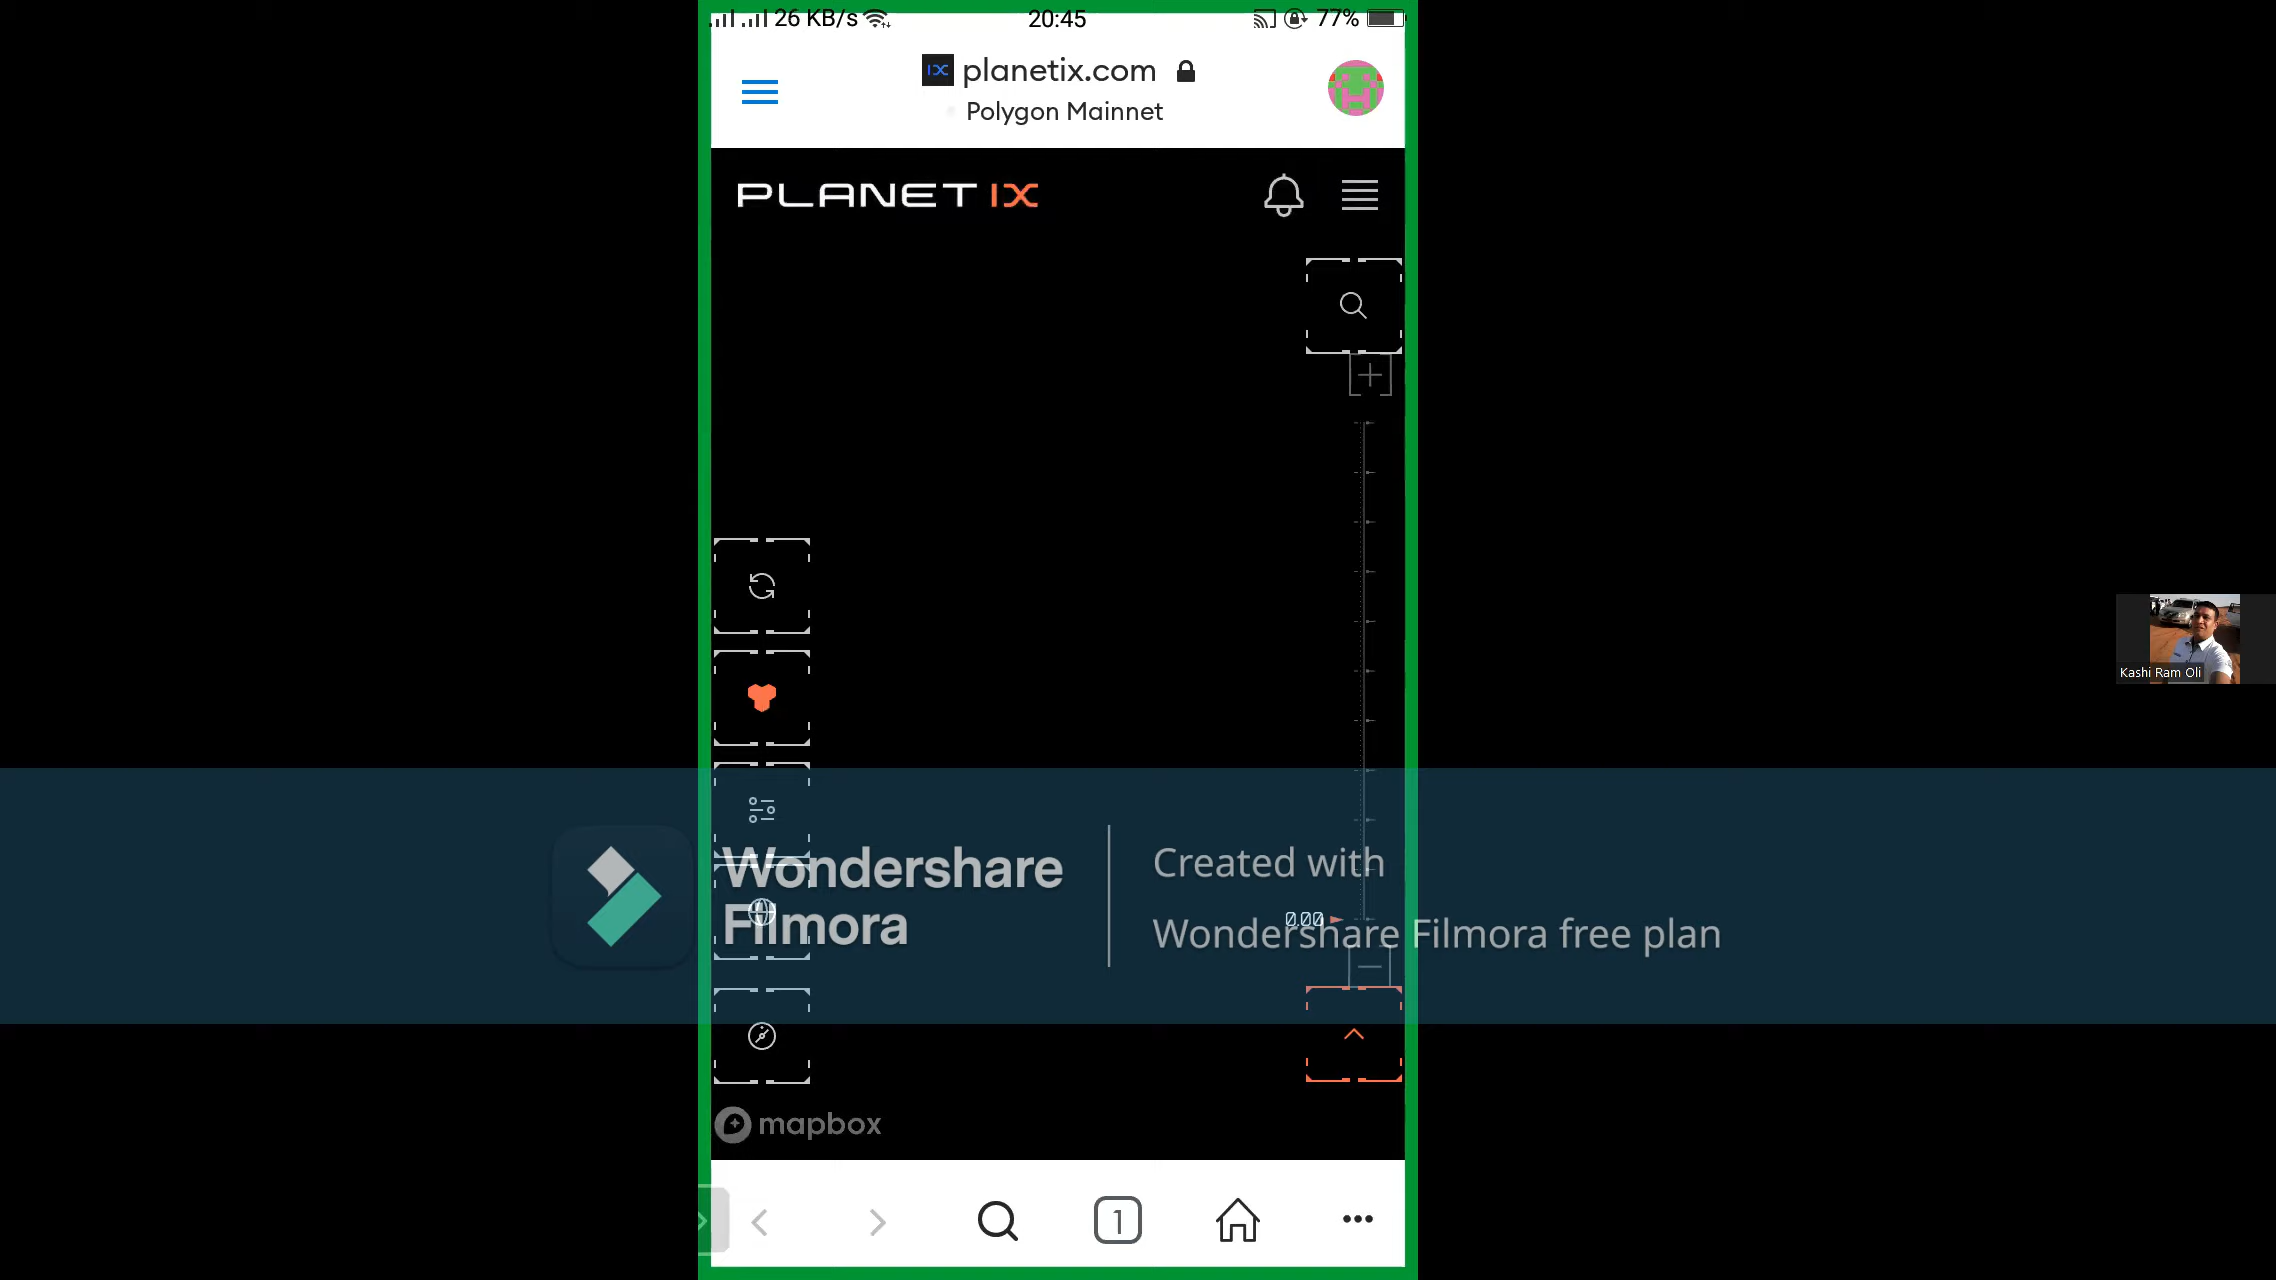 26 KB/s 20:45 77%
planetix.com
Polygon Mainnet
PLANET IX
Kashi Ram Oli
Wondershare
Filmora
Created with
Wondershare Filmora free plan
0.00
mapbox
1